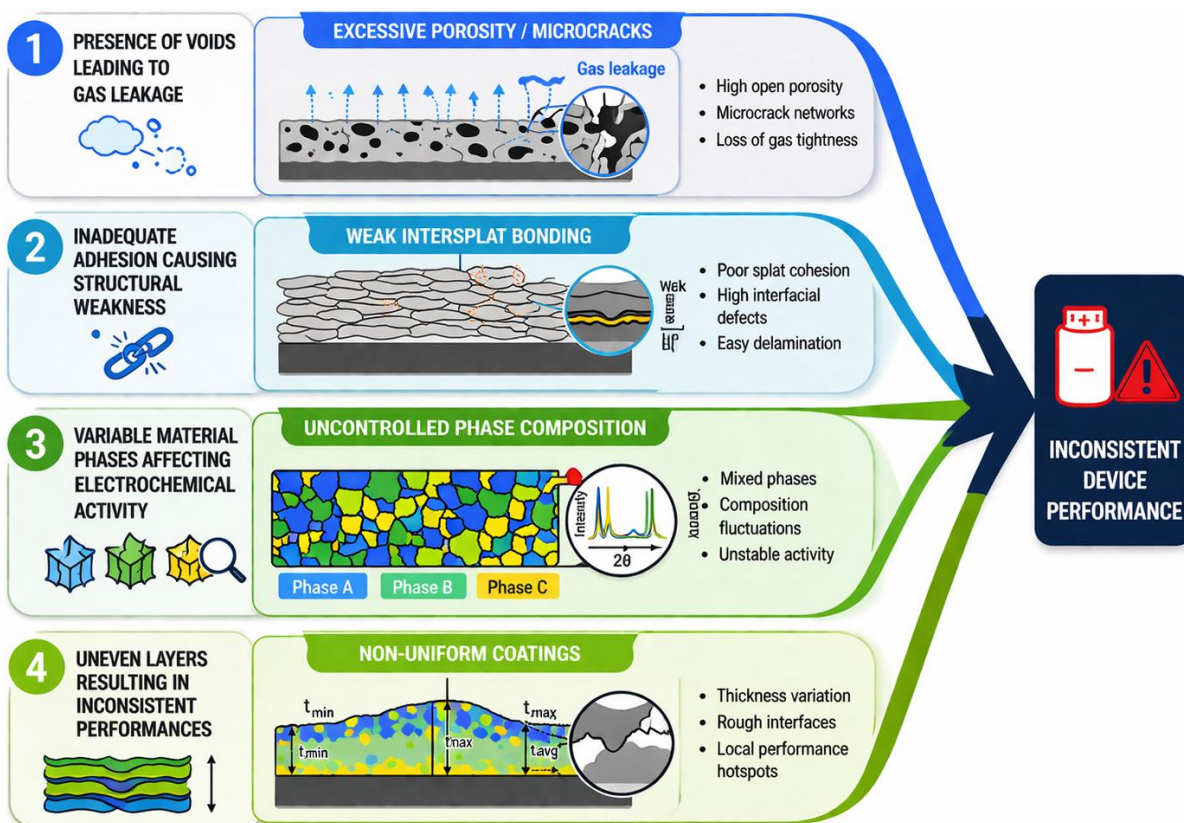 1
PRESENCE OF VOIDS
LEADING TO
GAS LEAKAGE
EXCESSIVE POROSITY / MICROCRACKS
Gas leakage
• High open porosity
• Microcrack networks
• Loss of gas tightness
2
INADEQUATE
ADHESION CAUSING
STRUCTURAL
WEAKNESS
WEAK INTERSPLAT BONDING
• Poor splat cohesion
• High interfacial
defects
• Easy delamination
3
VARIABLE MATERIAL
PHASES AFFECTING
ELECTROCHEMICAL
ACTIVITY
UNCONTROLLED PHASE COMPOSITION
Intensity
2θ
Phase A
Phase B
Phase C
• Mixed phases
• Composition
fluctuations
• Unstable activity
4
UNEVEN LAYERS
RESULTING IN
INCONSISTENT
PERFORMANCES
NON-UNIFORM COATINGS
tmin
tmax
tavg
• Thickness variation
• Rough interfaces
• Local performance
hotspots
INCONSISTENT
DEVICE
PERFORMANCE